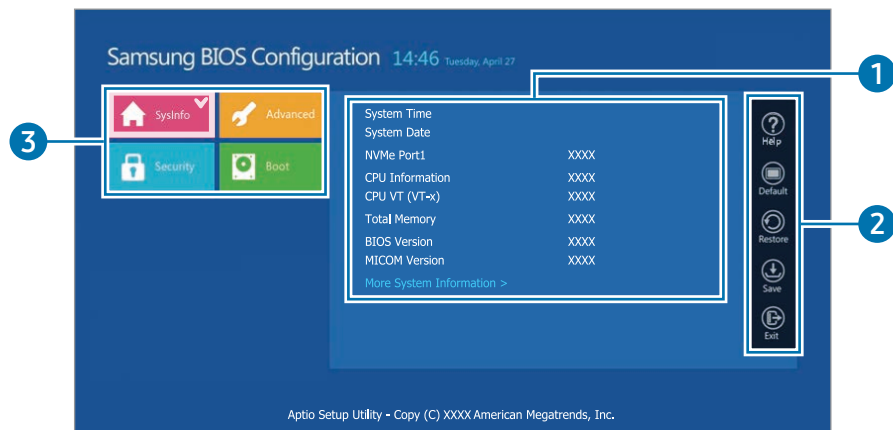 Samsung BIOS Configuration 14:46 Tuesday, April 27
1
3
SysInfo
Advanced
Security
Boot
System Time
System Date
NVMe Port1 XXXX
CPU Information XXXX
CPU VT (VT-x) XXXX
Total Memory XXXX
BIOS Version XXXX
MICOM Version XXXX
More System Information >
Help
Default
Restore
Save
Exit
2
Aptio Setup Utility - Copy (C) XXXX American Megatrends, Inc.